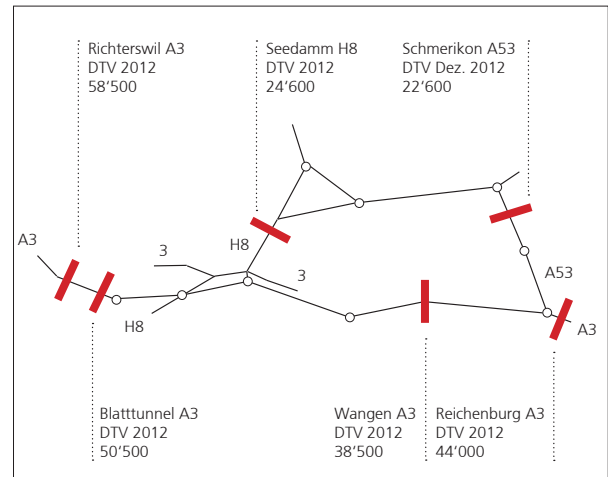 Richterswil A3
DTV 2012
58‘500
Seedamm H8
DTV 2012
24‘600
Schmerikon A53
DTV Dez. 2012
22‘600
A3
3
H8
3
H8
A53
A3
Blatttunnel A3
DTV 2012
50‘500
Wangen A3
DTV 2012
38‘500
Reichenburg A3
DTV 2012
44‘000